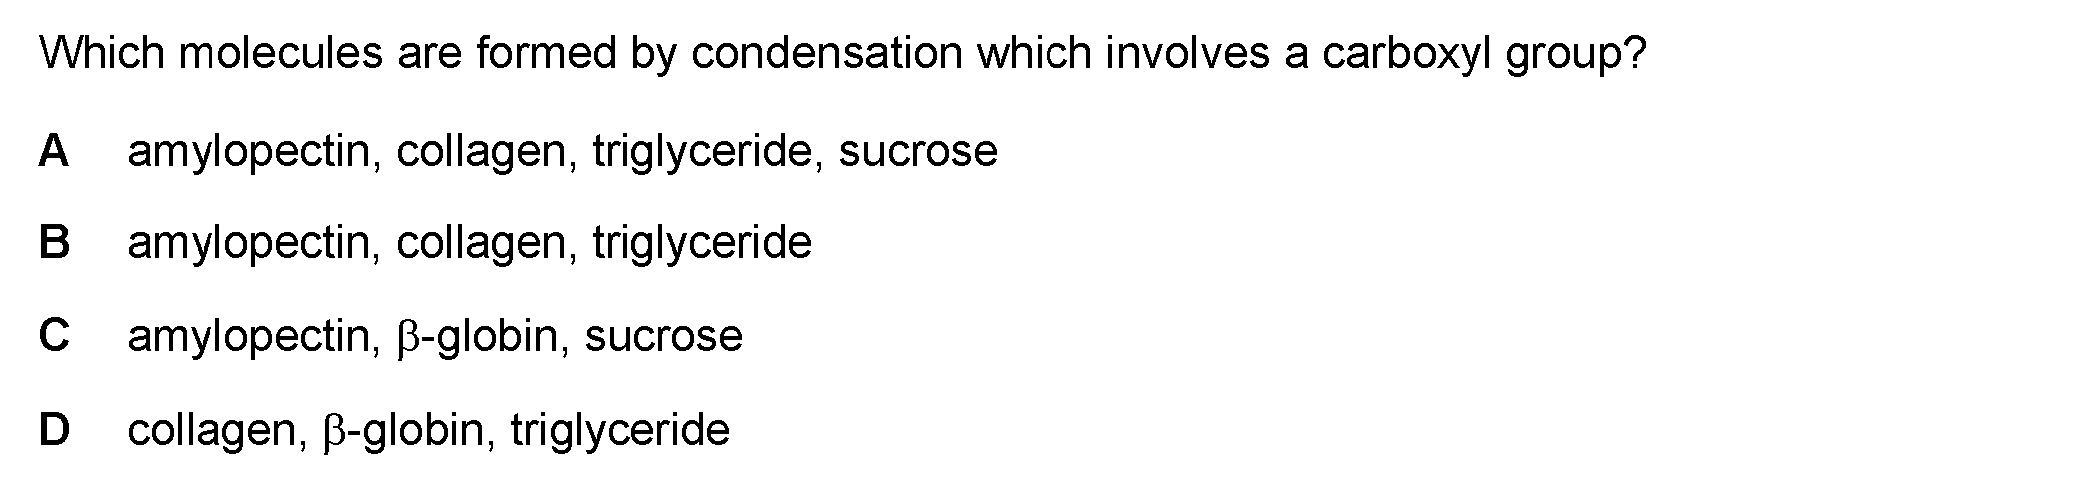 Which molecules are formed by condensation which involves a carboxyl group?
A amylopectin, collagen, triglyceride, sucrose
B amylopectin, collagen, triglyceride
C amylopectin, β-globin, sucrose
D collagen, β-globin, triglyceride